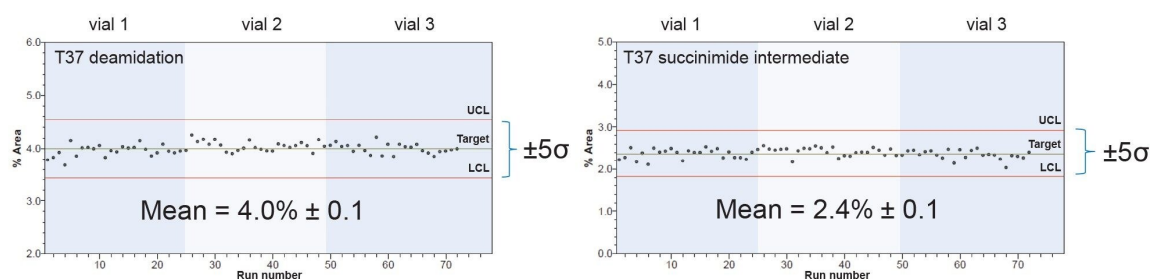 vial 1 vial 2 vial 3
6.0
5.0
4.0
3.0
2.0
% Area
T37 deamidation
UCL
Target
LCL
±5σ
Mean = 4.0% ± 0.1
10 20 30 40 50 60 70
Run number
vial 1 vial 2 vial 3
5.0
4.0
3.0
2.0
1.0
0.0
% Area
T37 succinimide intermediate
UCL
Target
LCL
±5σ
Mean = 2.4% ± 0.1
10 20 30 40 50 60 70
Run number